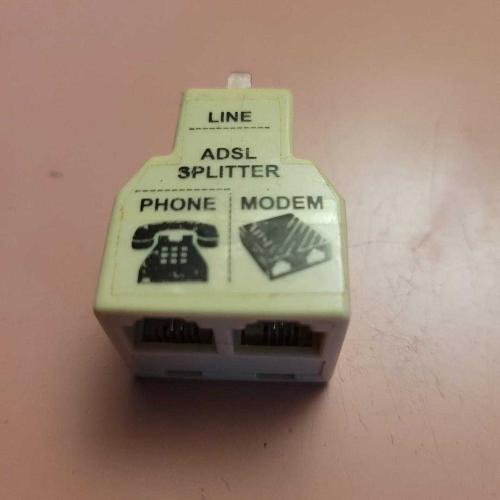 LINE
ADSL
SPLITTER
PHONE MODEM